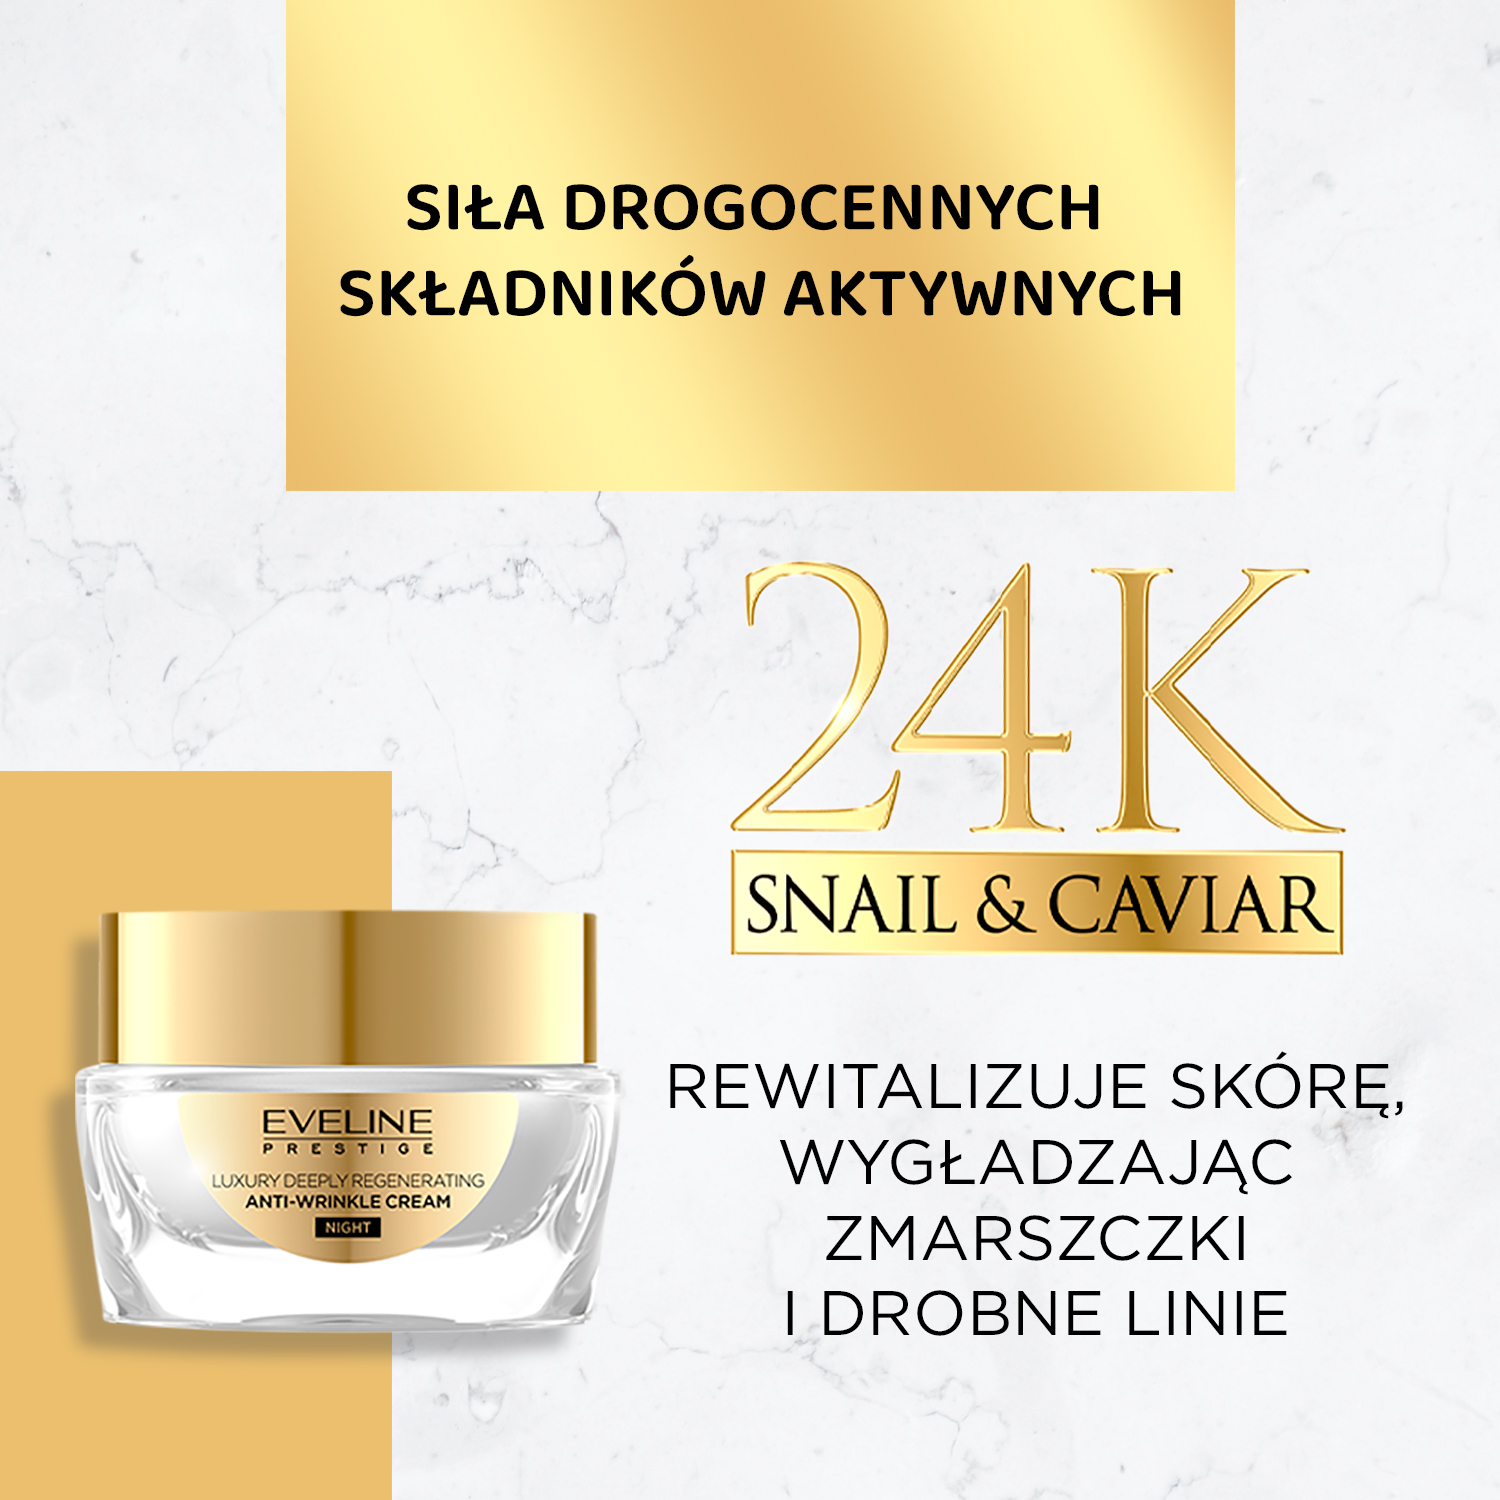 SIŁA DROGOCENNYCH
SKŁADNIKÓW AKTYWNYCH
24K
SNAIL & CAVIAR
EVELINE
PRESTIGE
LUXURY DEEPLY REGENERATING
ANTI-WRINKLE CREAM
NIGHT
REWITALIZUJE SKÓRĘ,
WYGŁADZAJĄC
ZMARSZCZKI
I DROBNE LINIE